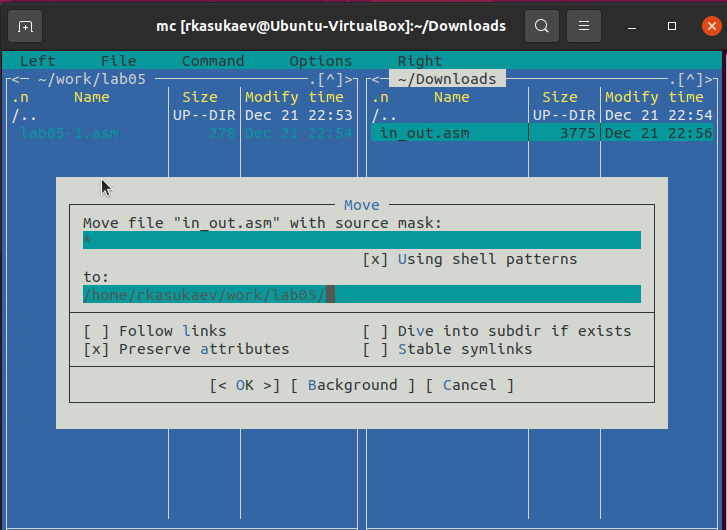 mc [rkasukaev@Ubuntu-VirtualBox]:~/Downloads
Left File Command Options Right
<─ ~/work/lab05 .[^]> <─ ~/Downloads .[^]>
.n Name Size Modify time .n Name Size Modify time
/.. UP--DIR Dec 21 22:53 /.. UP--DIR Dec 21 22:54
lab05-1.asm 278 Dec 21 22:54 in_out.asm 3775 Dec 21 22:56
Move
Move file "in_out.asm" with source mask:
*
[x] Using shell patterns
to:
/home/rkasukaev/work/lab05/
[ ] Follow links [ ] Dive into subdir if exists
[x] Preserve attributes [ ] Stable symlinks
[< OK >] [ Background ] [ Cancel ]